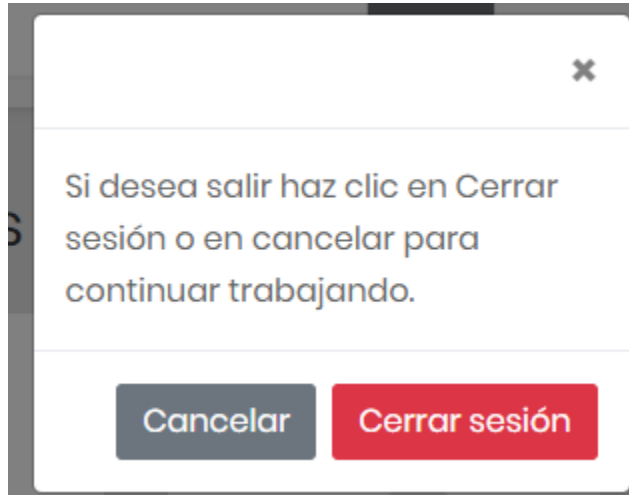 Si desea salir haz clic en Cerrar
sesión o en cancelar para
continuar trabajando.
Cancelar
Cerrar sesión